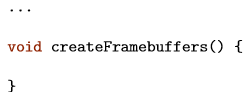 ...
void createFramebuffers() {
}